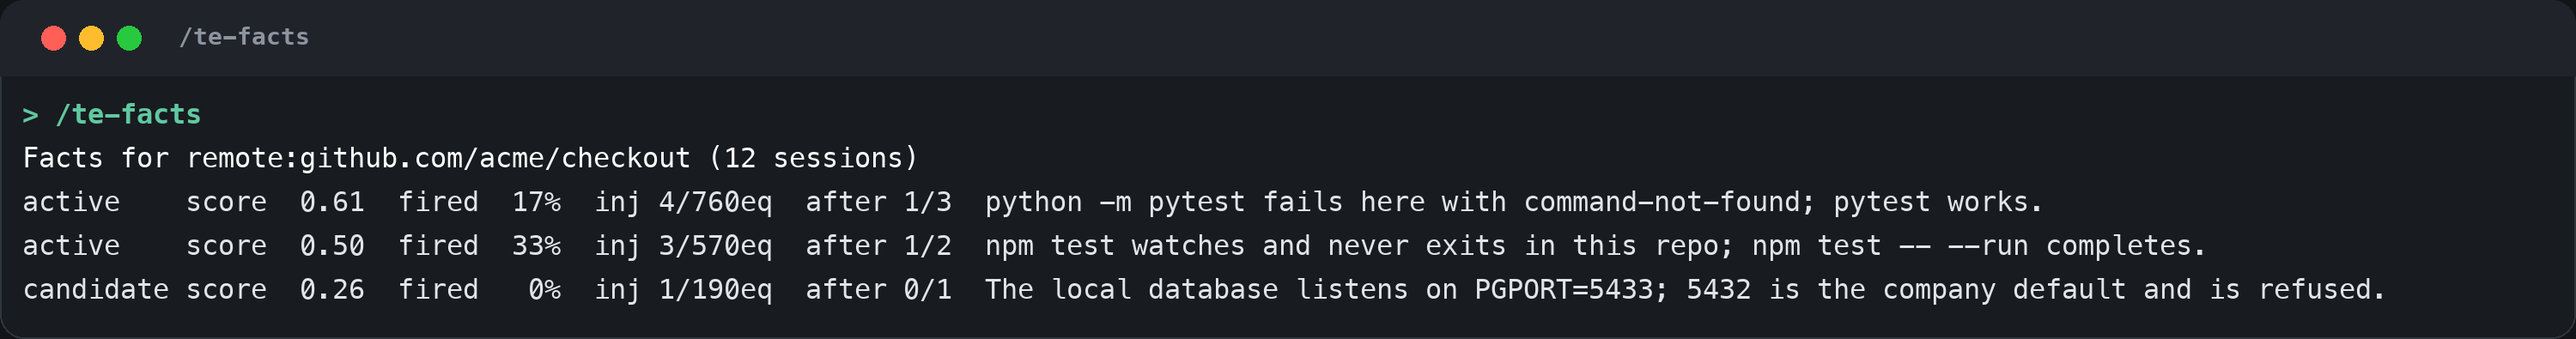 /te-facts
> /te-facts
Facts for remote:github.com/acme/checkout (12 sessions)
active    score  0.61  fired  17%  inj 4/760eq  after 1/3  python -m pytest fails here with command-not-found; pytest works.
active    score  0.50  fired  33%  inj 3/570eq  after 1/2  npm test watches and never exits in this repo; npm test -- --run completes.
candidate score  0.26  fired   0%  inj 1/190eq  after 0/1  The local database listens on PGPORT=5433; 5432 is the company default and is refused.